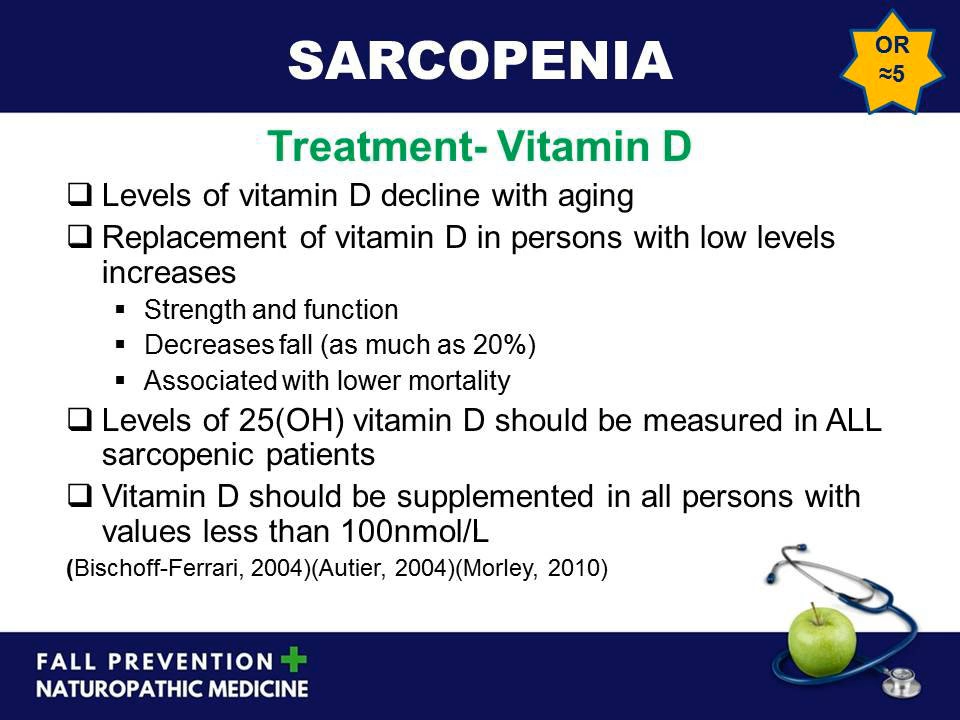 SARCOPENIA
OR
≈5
Treatment- Vitamin D
❑ Levels of vitamin D decline with aging
❑ Replacement of vitamin D in persons with low levels
increases
▪ Strength and function
▪ Decreases fall (as much as 20%)
▪ Associated with lower mortality
❑ Levels of 25(OH) vitamin D should be measured in ALL
sarcopenic patients
❑ Vitamin D should be supplemented in all persons with
values less than 100nmol/L
(Bischoff-Ferrari, 2004)(Autier, 2004)(Morley, 2010)
FALL PREVENTION +
NATUROPATHIC MEDICINE